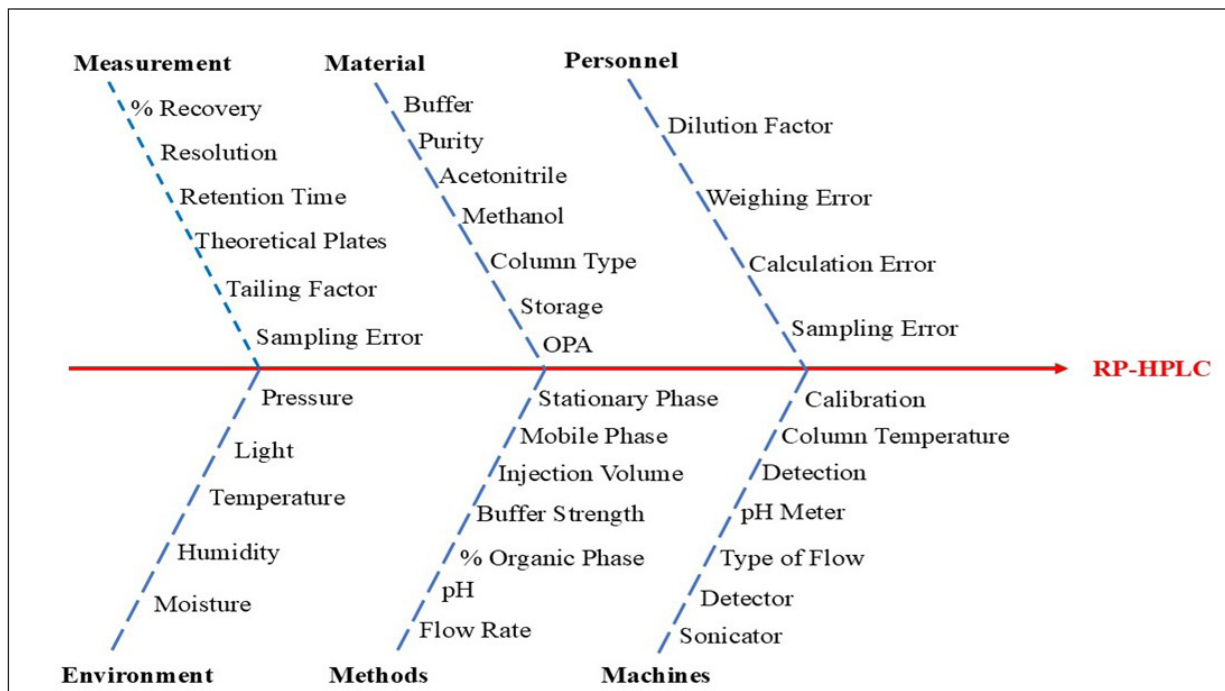 Measurement
% Recovery
Resolution
Retention Time
Theoretical Plates
Tailing Factor
Sampling Error
Material
Buffer
Purity
Acetonitrile
Methanol
Column Type
Storage
OPA
Personnel
Dilution Factor
Weighing Error
Calculation Error
Sampling Error
RP-HPLC
Pressure
Light
Temperature
Humidity
Moisture
Environment
Stationary Phase
Mobile Phase
Injection Volume
Buffer Strength
% Organic Phase
pH
Flow Rate
Methods
Calibration
Column Temperature
Detection
pH Meter
Type of Flow
Detector
Sonicator
Machines